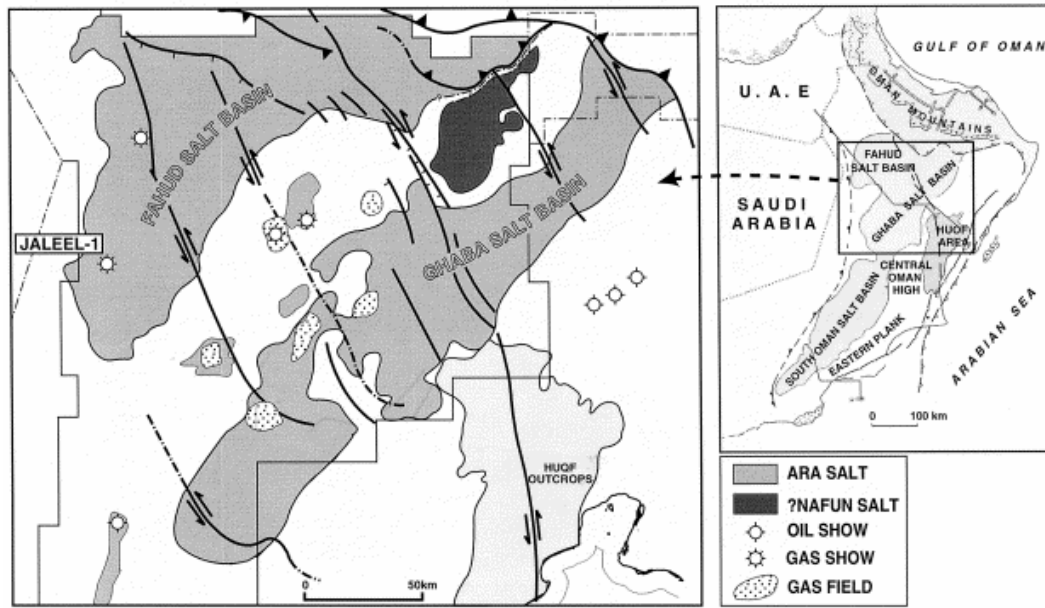 FAHUD SALT BASIN
GHABA SALT BASIN
JALEEL-1
HUQF
OUTCROPS
0 50km
GULF OF OMAN
U. A. E
OMAN MOUNTAINS
FAHUD
SALT BASIN
GHABA SALT BASIN
SAUDI
ARABIA
HUQF
AREA
CENTRAL
OMAN
HIGH
SOUTH OMAN SALT BASIN
EASTERN PLANK
ARABIAN SEA
0 100 km
ARA SALT
?NAFUN SALT
OIL SHOW
GAS SHOW
GAS FIELD